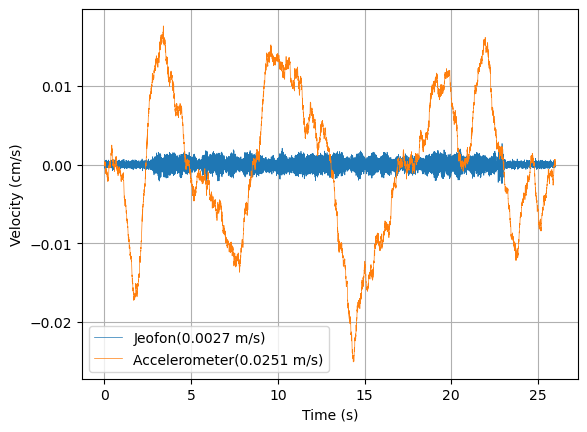 0.01
0.00
−0.01
−0.02
Velocity (cm/s)
Jeofon(0.0027 m/s)
Accelerometer(0.0251 m/s)
0 5 10 15 20 25
Time (s)